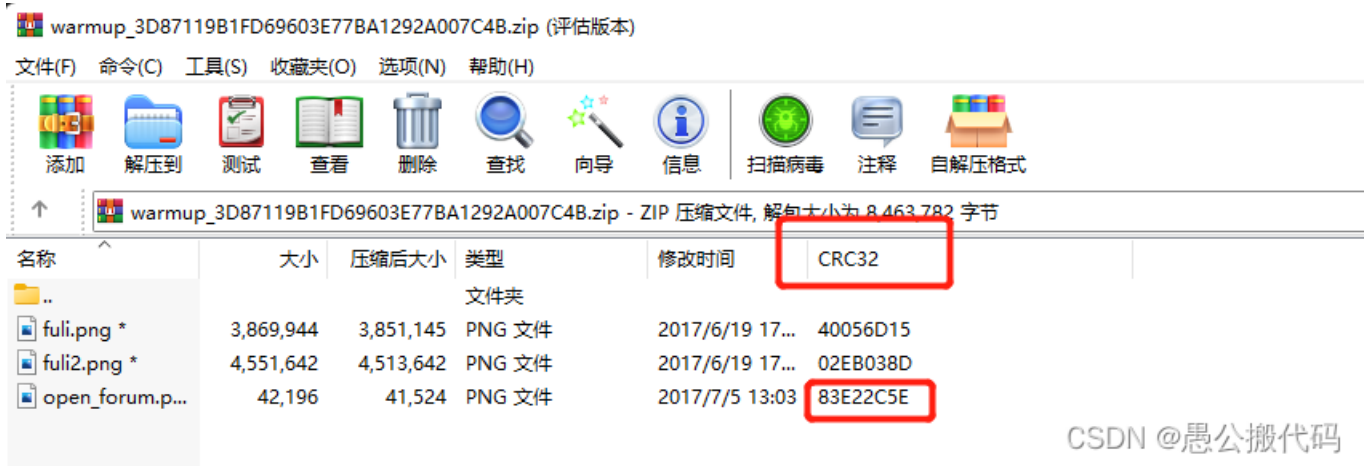 warmup_3D87119B1FD69603E77BA1292A007C4B.zip (评估版本)
文件(F) 命令(C) 工具(S) 收藏夹(O) 选项(N) 帮助(H)
添加 解压到 测试 查看 删除 查找 向导 信息 扫描病毒 注释 自解压格式
warmup_3D87119B1FD69603E77BA1292A007C4B.zip - ZIP 压缩文件, 解包大小为 8,463,782 字节
名称 大小 压缩后大小 类型 修改时间 CRC32
.. 文件夹
fuli.png * 3,869,944 3,851,145 PNG 文件 2017/6/19 17... 40056D15
fuli2.png * 4,551,642 4,513,642 PNG 文件 2017/6/19 17... 02EB038D
open_forum.p... 42,196 41,524 PNG 文件 2017/7/5 13:03 83E22C5E
CSDN @愚公搬代码